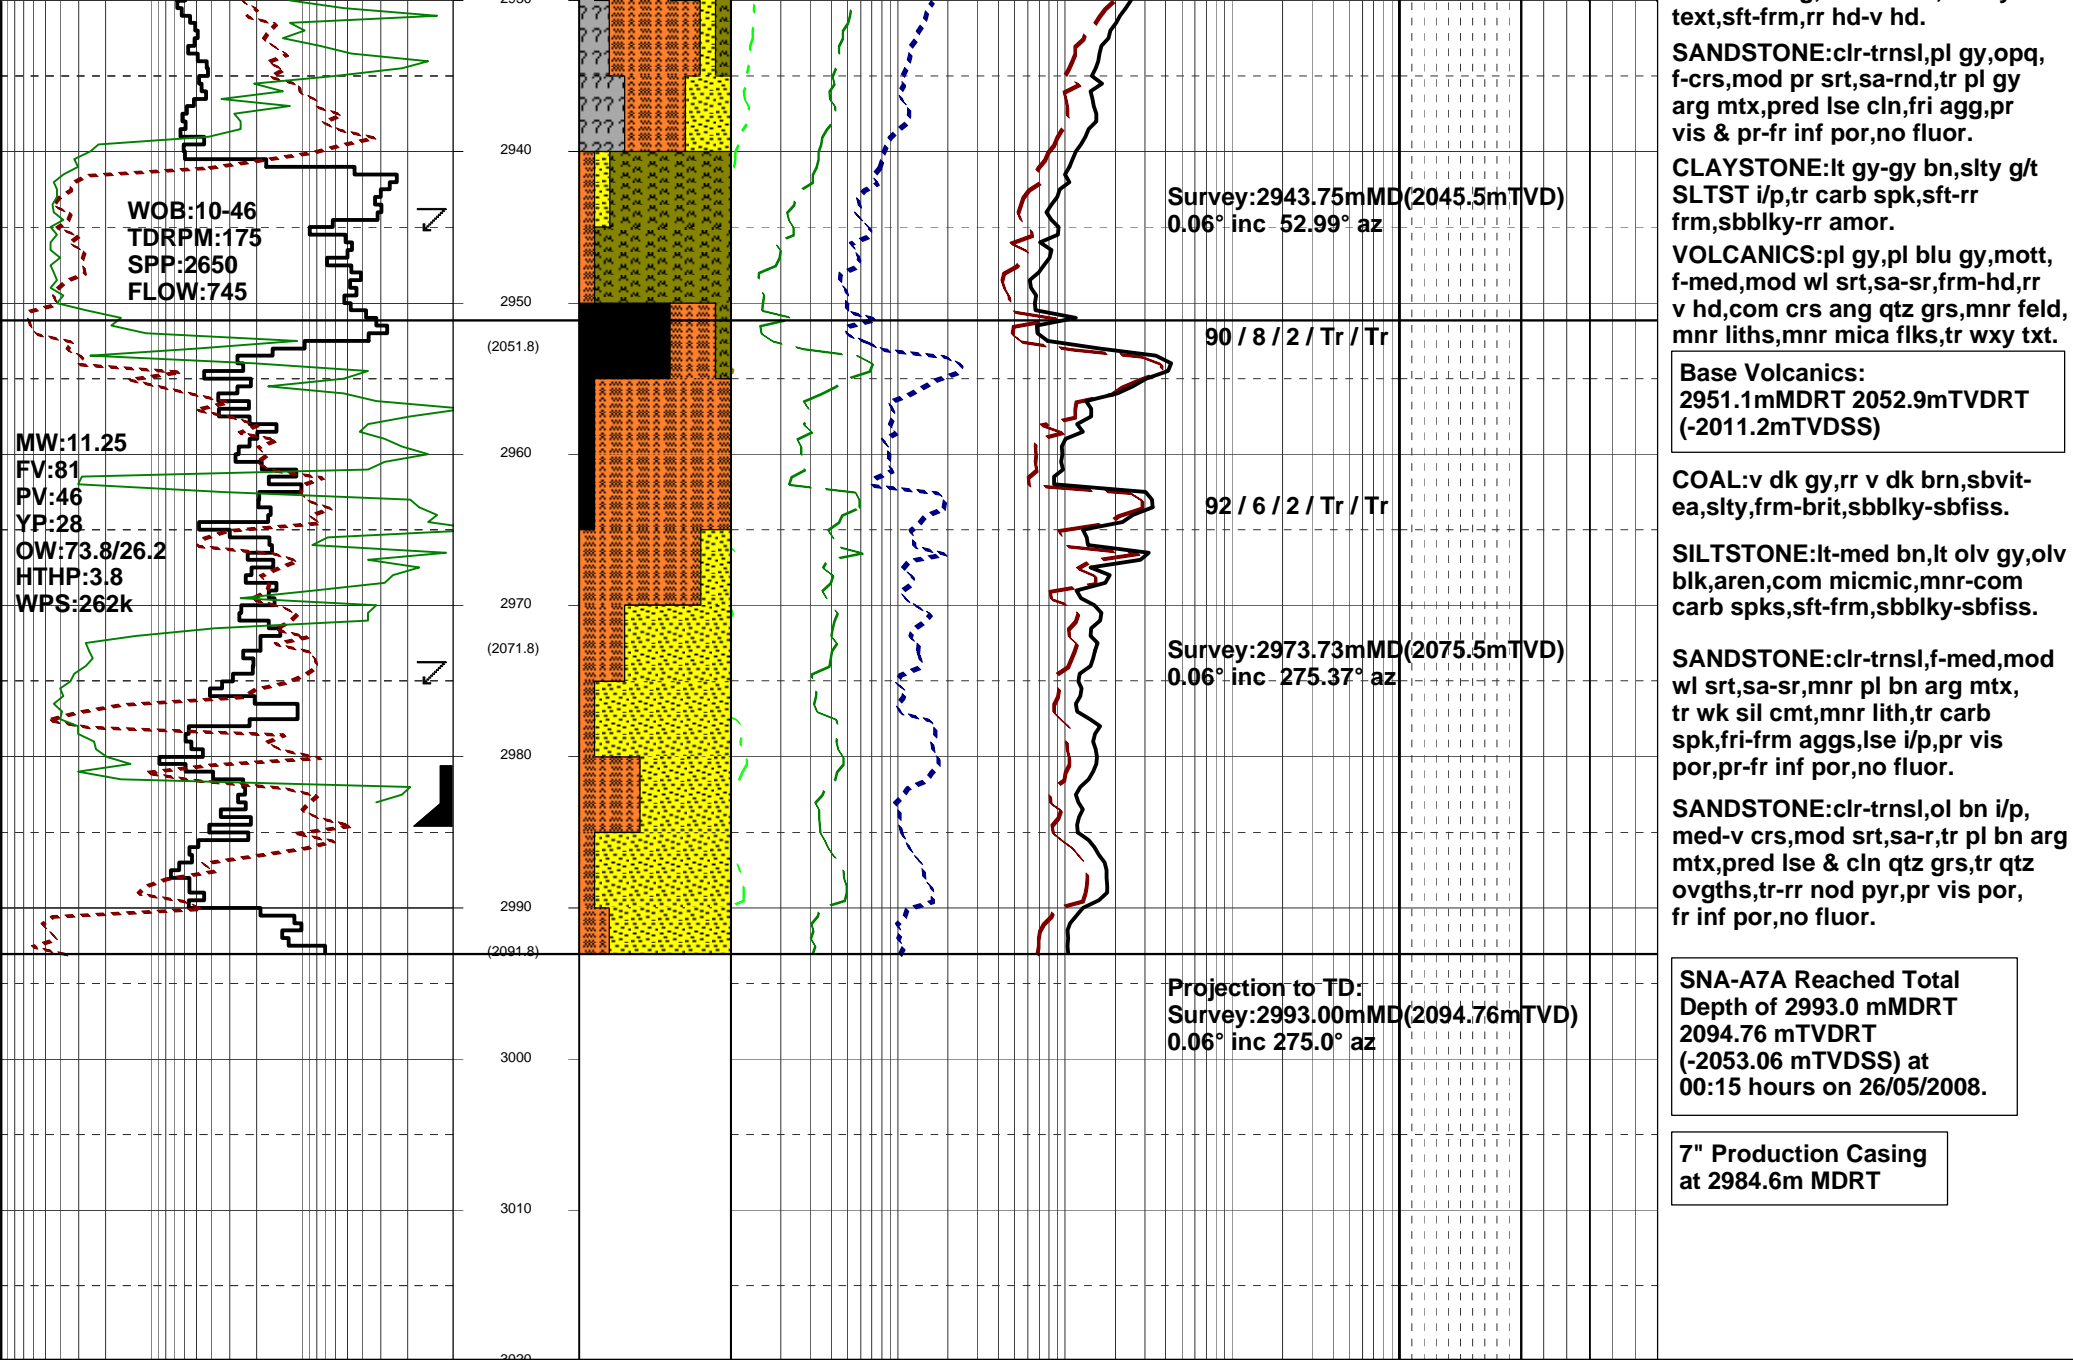 WOB:10-46
TDRPM:175
SPP:2650
FLOW:745
MW:11.25
FV:81
PV:46
YP:28
OW:73.8/26.2
HTHP:3.8
WPS:262k
2940
2950
(2051.8)
2960
2970
(2071.8)
2980
2990
(2091.8)
3000
3010
3020
????
Survey:2943.75mMD(2045.5mTVD)
0.06° inc 52.99° az
90 / 8 / 2 / Tr / Tr
92 / 6 / 2 / Tr / Tr
Survey:2973.73mMD(2075.5mTVD)
0.06° inc 275.37° az
Projection to TD:
Survey:2993.00mMD(2094.76mTVD)
0.06° inc 275.0° az
text,sft-frm,rr hd-v hd.
SANDSTONE:clr-trnsl,pl gy,opq,
f-crs,mod pr srt,sa-rnd,tr pl gy
arg mtx,pred lse cln,fri agg,pr
vis & pr-fr inf por,no fluor.
CLAYSTONE:lt gy-gy bn,slty g/t
SLTST i/p,tr carb spk,sft-rr
frm,sbblky-rr amor.
VOLCANICS:pl gy,pl blu gy,mott,
f-med,mod wl srt,sa-sr,frm-hd,rr
v hd,com crs ang qtz grs,mnr feld,
mnr liths,mnr mica flks,tr wxy txt.
Base Volcanics:
2951.1mMDRT 2052.9mTVDRT
(-2011.2mTVDSS)
COAL:v dk gy,rr v dk brn,sbvit-
ea,slty,frm-brit,sbblky-sbfiss.
SILTSTONE:lt-med bn,lt olv gy,olv
blk,aren,com micmic,mnr-com
carb spks,sft-frm,sbblky-sbfiss.
SANDSTONE:clr-trnsl,f-med,mod
wl srt,sa-sr,mnr pl bn arg mtx,
tr wk sil cmt,mnr lith,tr carb
spk,fri-frm aggs,lse i/p,pr vis
por,pr-fr inf por,no fluor.
SANDSTONE:clr-trnsl,ol bn i/p,
med-v crs,mod srt,sa-r,tr pl bn arg
mtx,pred lse & cln qtz grs,tr qtz
ovgths,tr-rr nod pyr,pr vis por,
fr inf por,no fluor.
SNA-A7A Reached Total
Depth of 2993.0 mMDRT
2094.76 mTVDRT
(-2053.06 mTVDSS) at
00:15 hours on 26/05/2008.
7" Production Casing
at 2984.6m MDRT